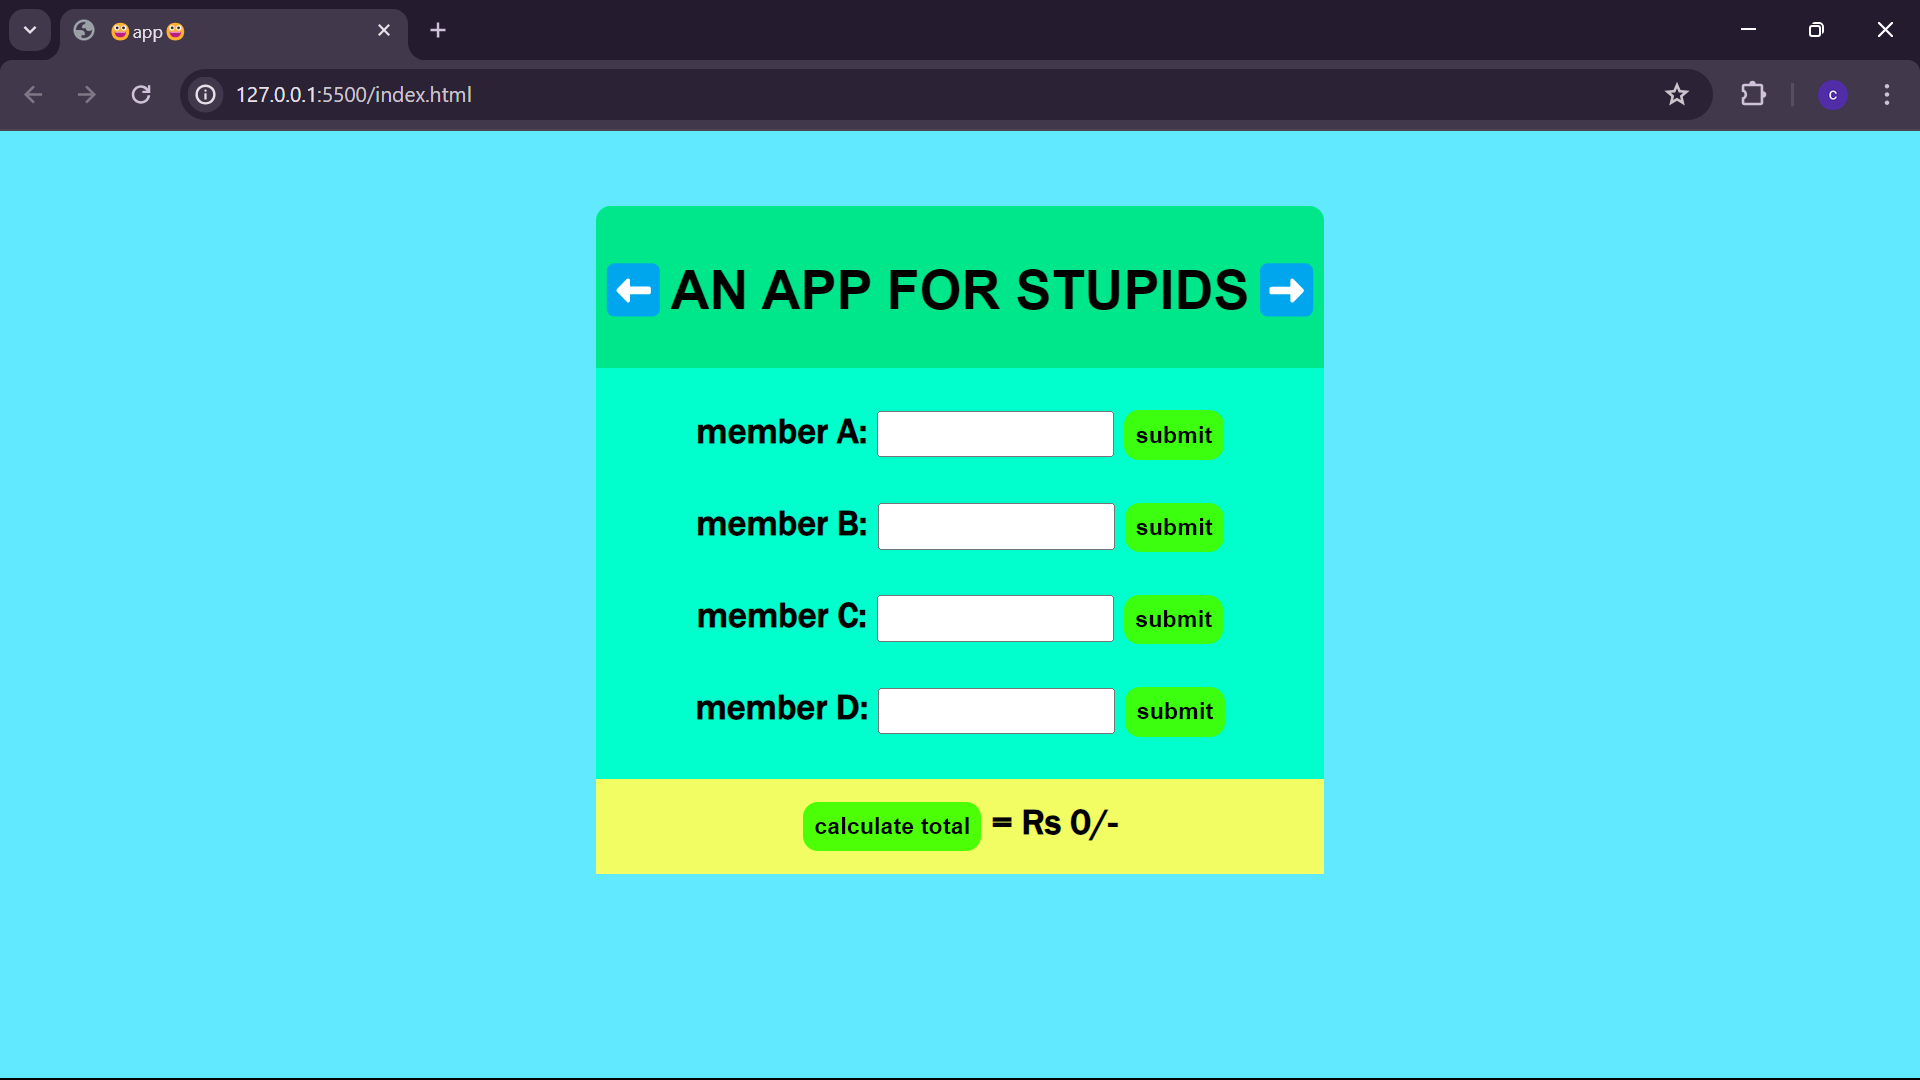 😀app😀
127.0.0.1:5500/index.html
C
⬅️ AN APP FOR STUPIDS ➡️
member A: submit
member B: submit
member C: submit
member D: submit
calculate total = Rs 0/-